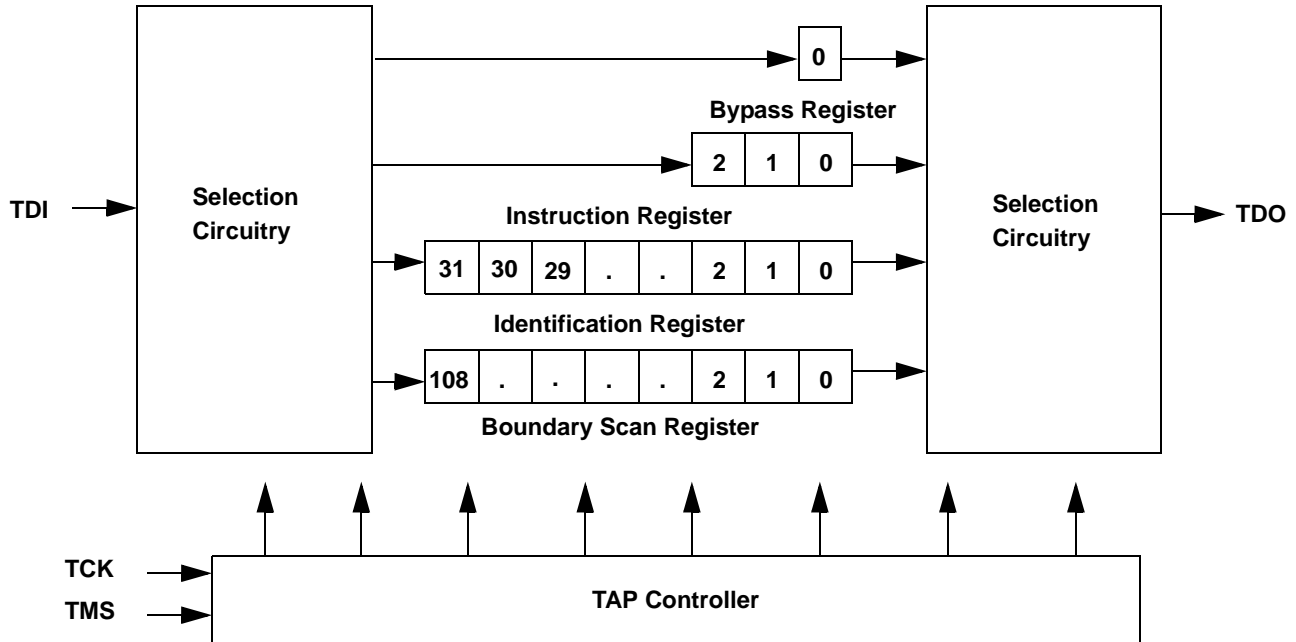 0
Bypass Register
2 1 0
TDI
Selection
Circuitry
Instruction Register
Selection
Circuitry
TDO
31 30 29 . . 2 1 0
Identification Register
108 . . . . 2 1 0
Boundary Scan Register
TCK
TMS
TAP Controller